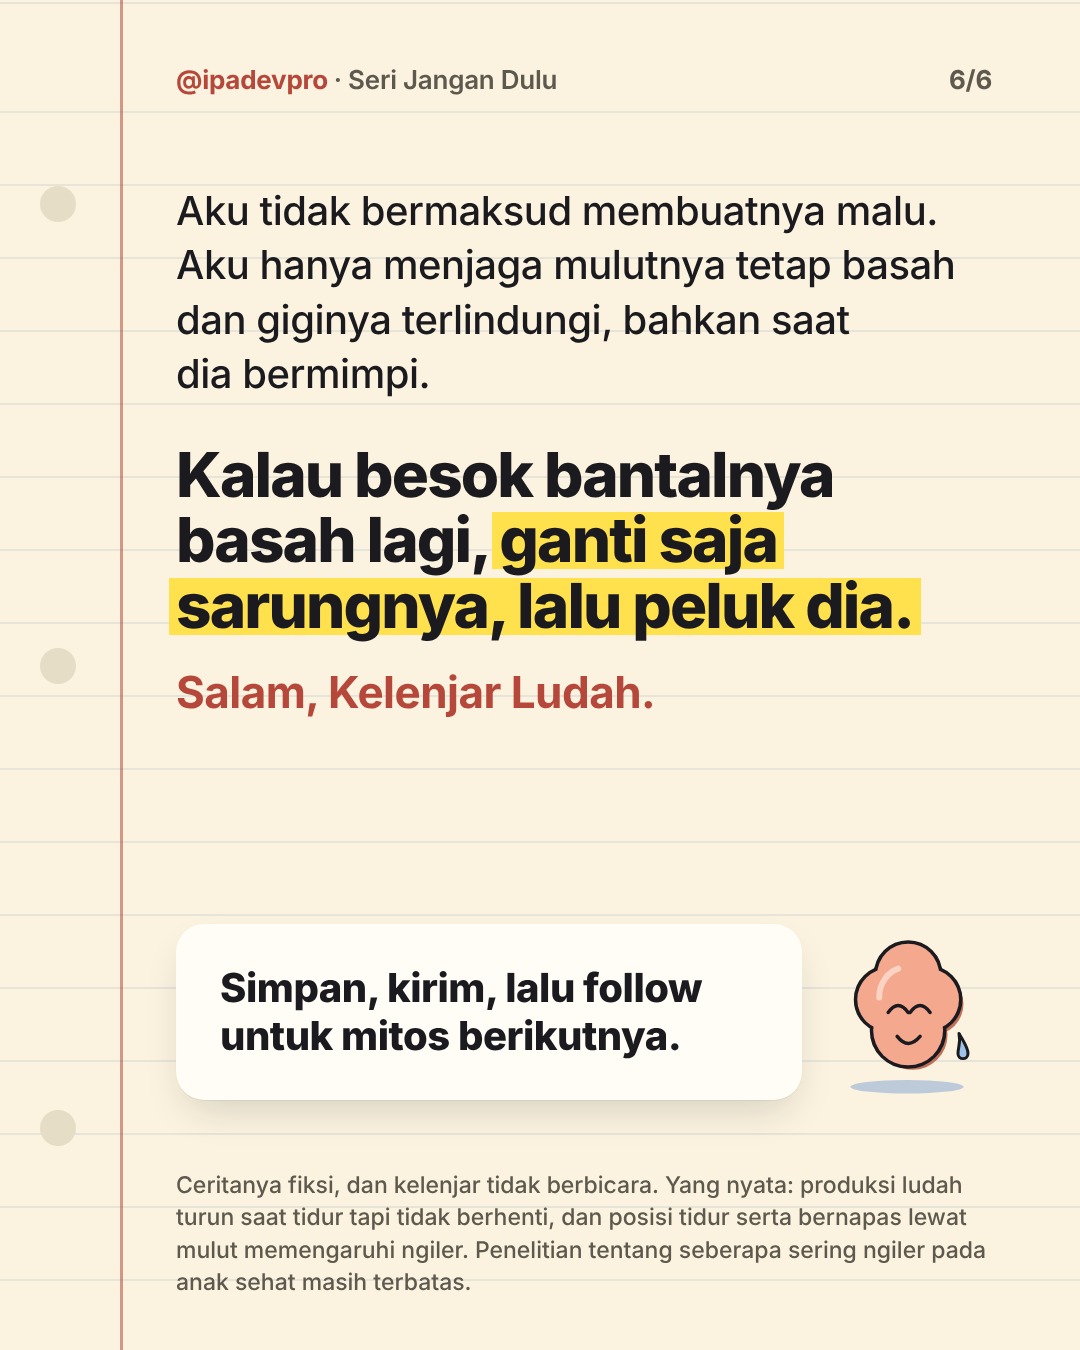 @ipadevpro · Seri Jangan Dulu
6/6
Aku tidak bermaksud membuatnya malu.
Aku hanya menjaga mulutnya tetap basah
dan giginya terlindungi, bahkan saat
dia bermimpi.
Kalau besok bantalnya
basah lagi, ganti saja
sarungnya, lalu peluk dia.
Salam, Kelenjar Ludah.
Simpan, kirim, lalu follow
untuk mitos berikutnya.
Ceritanya fiksi, dan kelenjar tidak berbicara. Yang nyata: produksi ludah
turun saat tidur tapi tidak berhenti, dan posisi tidur serta bernapas lewat
mulut memengaruhi ngiler. Penelitian tentang seberapa sering ngiler pada
anak sehat masih terbatas.